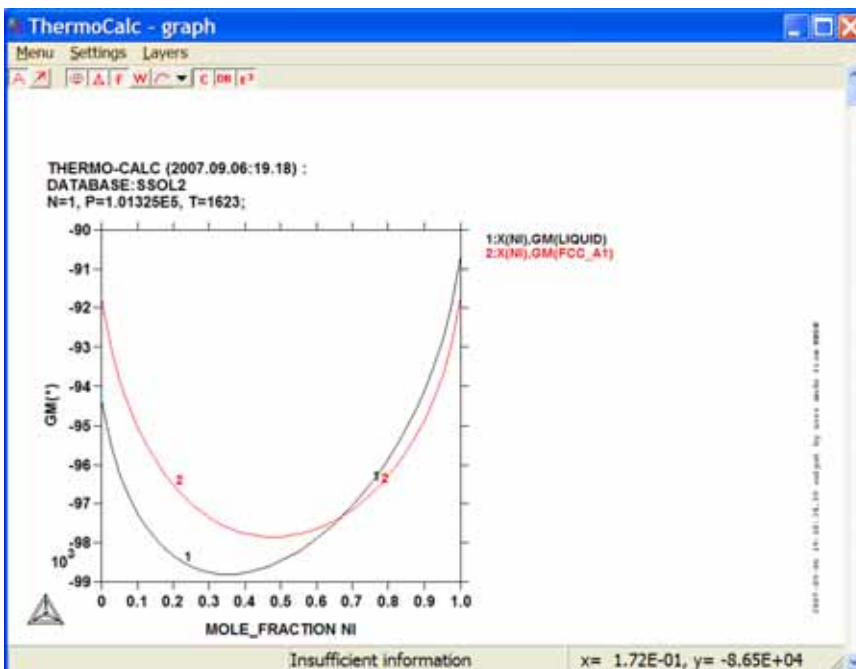 ThermoCalc - graph
Menu Settings Layers
A F W C DB
THERMO-CALC (2007.09.06:19.18) :
DATABASE:SSOL2
N=1, P=1.01325E5, T=1623;
1:X(NI),GM(LIQUID)
2:X(NI),GM(FCC_A1)
-90
-91
-92
-93
-94
-95
-96
-97
-98
-99
GM(*)
10³
2
1
1
2
0 0.1 0.2 0.3 0.4 0.5 0.6 0.7 0.8 0.9 1.0
MOLE_FRACTION NI
Insufficient information
x= 1.72E-01, y= -8.65E+04